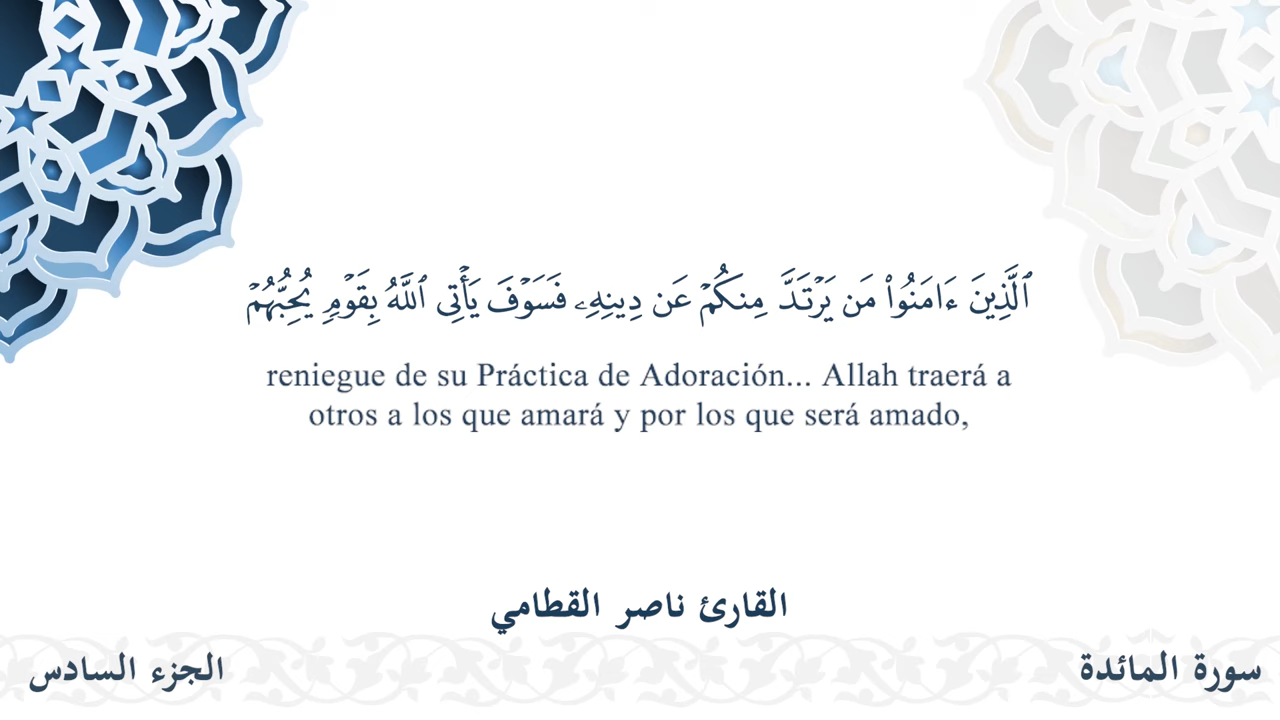 ٱلَّذِينَ ءَامَنُوا۟ مَن يَرْتَدَّ مِنكُمْ عَن دِينِهِۦ فَسَوْفَ يَأْتِى ٱللَّهُ بِقَوْمٍۢ يُحِبُّهُمْ
reniegue de su Práctica de Adoración... Allah traerá a
otros a los que amará y por los que será amado,
القارئ ناصر القطامي
سورة المائدة
الجزء السادس